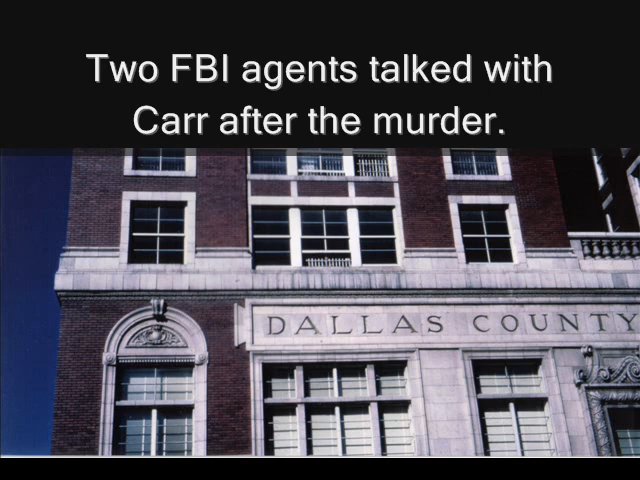 Two FBI agents talked with
Carr after the murder.
DALLAS COUNTY